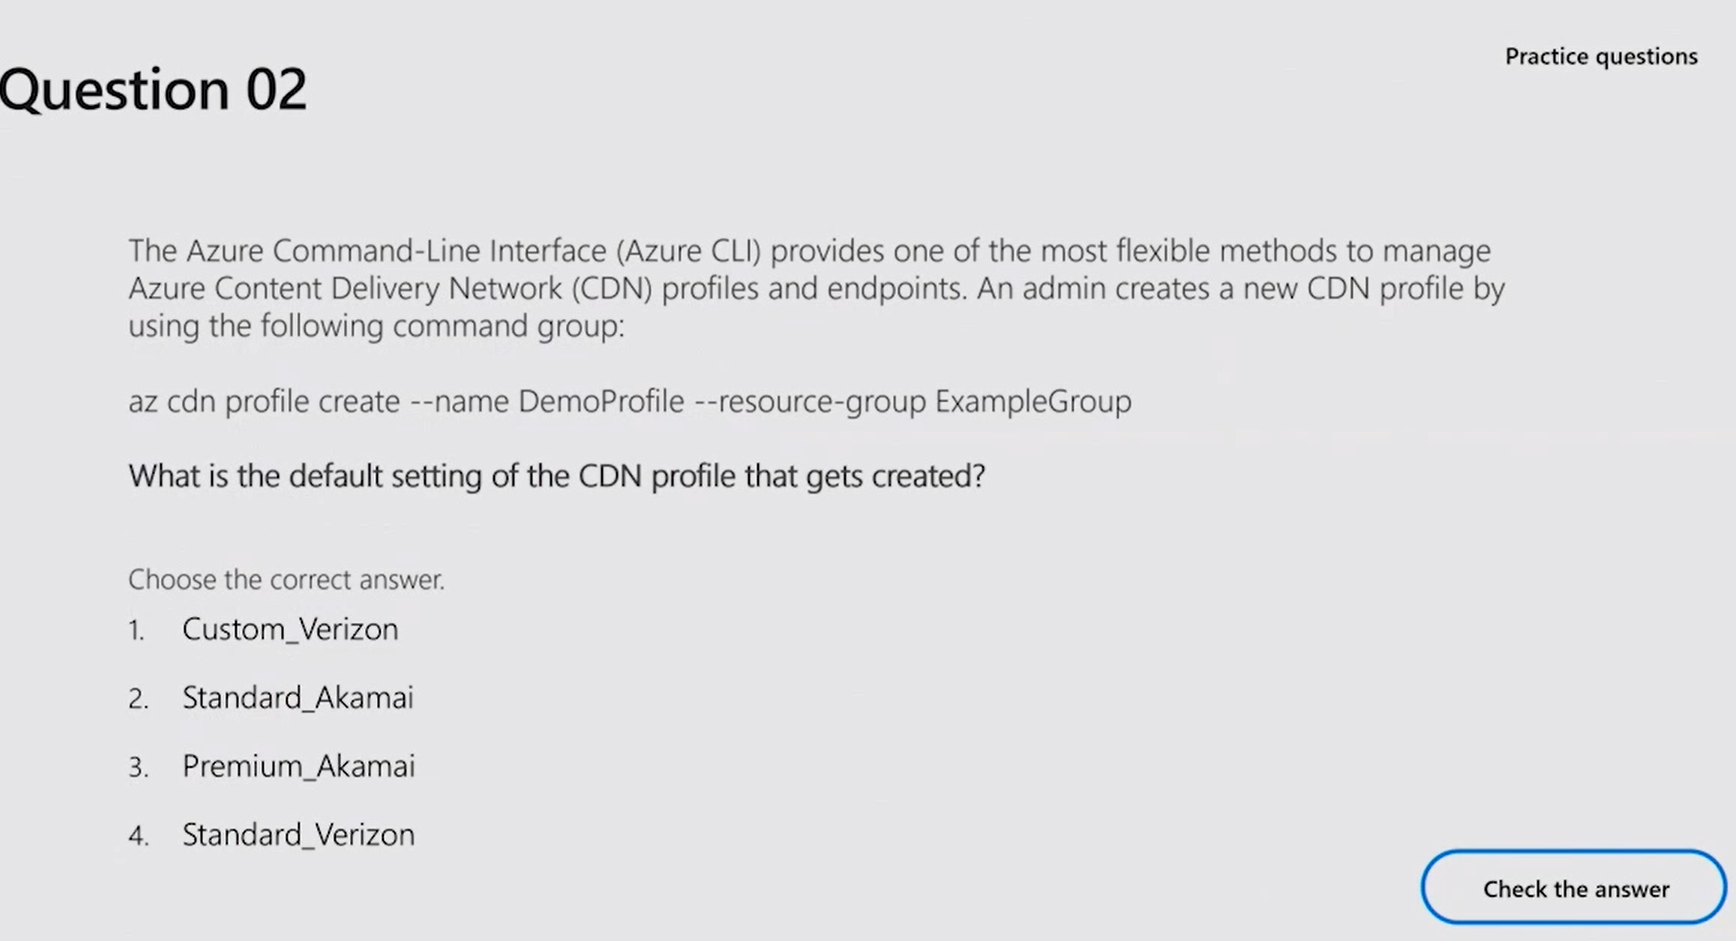 Practice questions
Question 02
The Azure Command-Line Interface (Azure CLI) provides one of the most flexible methods to manage
Azure Content Delivery Network (CDN) profiles and endpoints. An admin creates a new CDN profile by
using the following command group:
az cdn profile create --name DemoProfile --resource-group ExampleGroup
What is the default setting of the CDN profile that gets created?
Choose the correct answer.
1. Custom_Verizon
2. Standard_Akamai
3. Premium_Akamai
4. Standard_Verizon
Check the answer